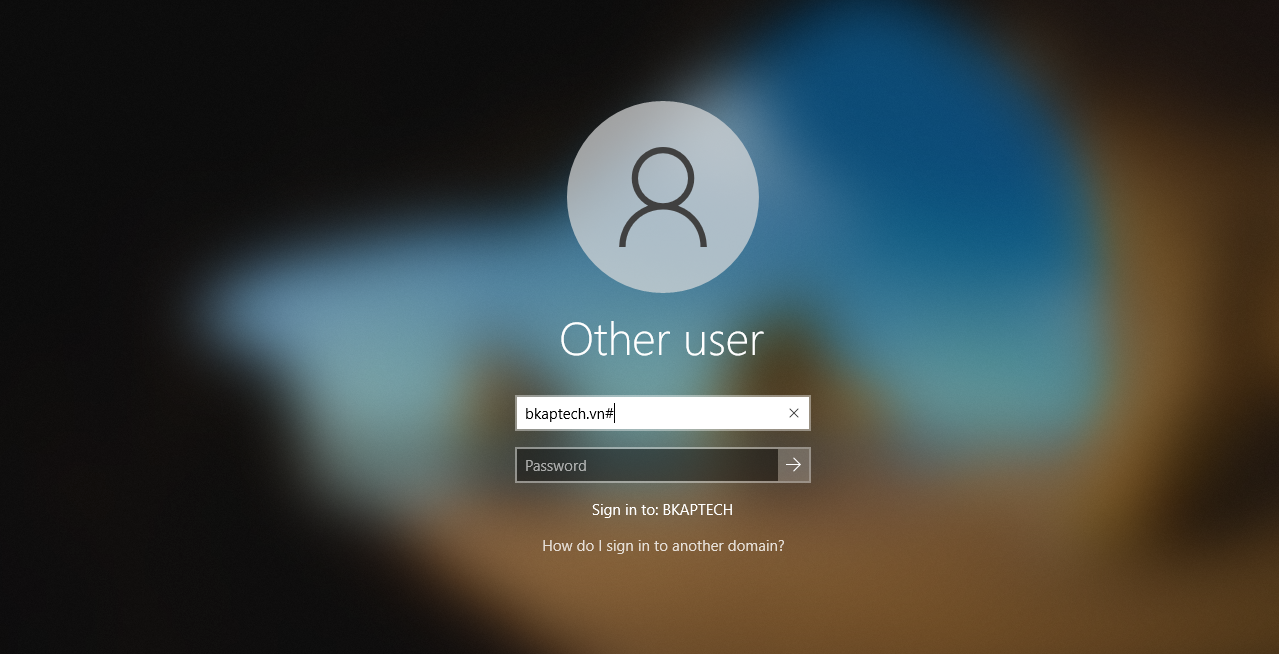 Other user
bkaptech.vn#
Password
Sign in to: BKAPTECH
How do I sign in to another domain?